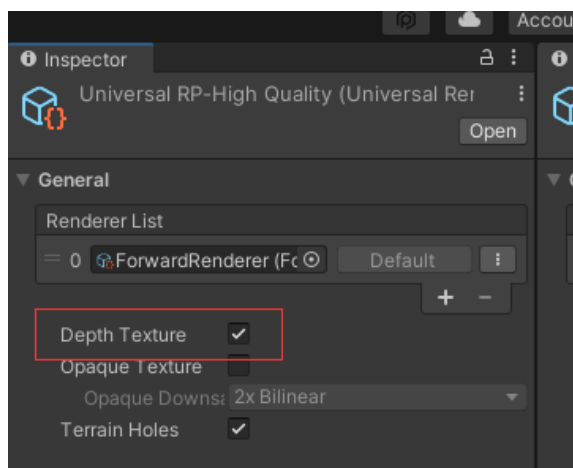 Accou
Inspector
Universal RP-High Quality (Universal Rer
Open
General
Renderer List
0 ForwardRenderer (Fc Default
Depth Texture
Opaque Texture
Opaque Downsa 2x Bilinear
Terrain Holes